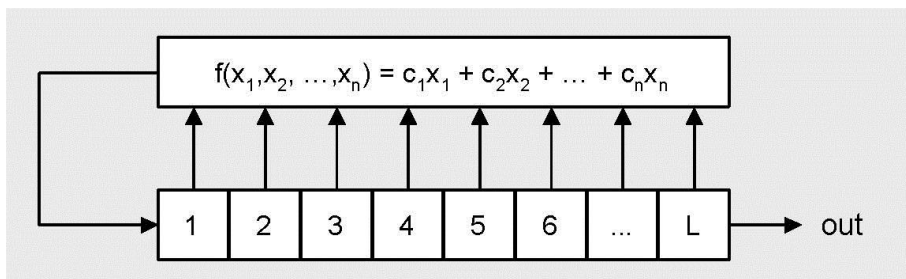 f(x₁,x₂, …,xₙ) = c₁x₁ + c₂x₂ + … + cₙxₙ
1 2 3 4 5 6 ... L out